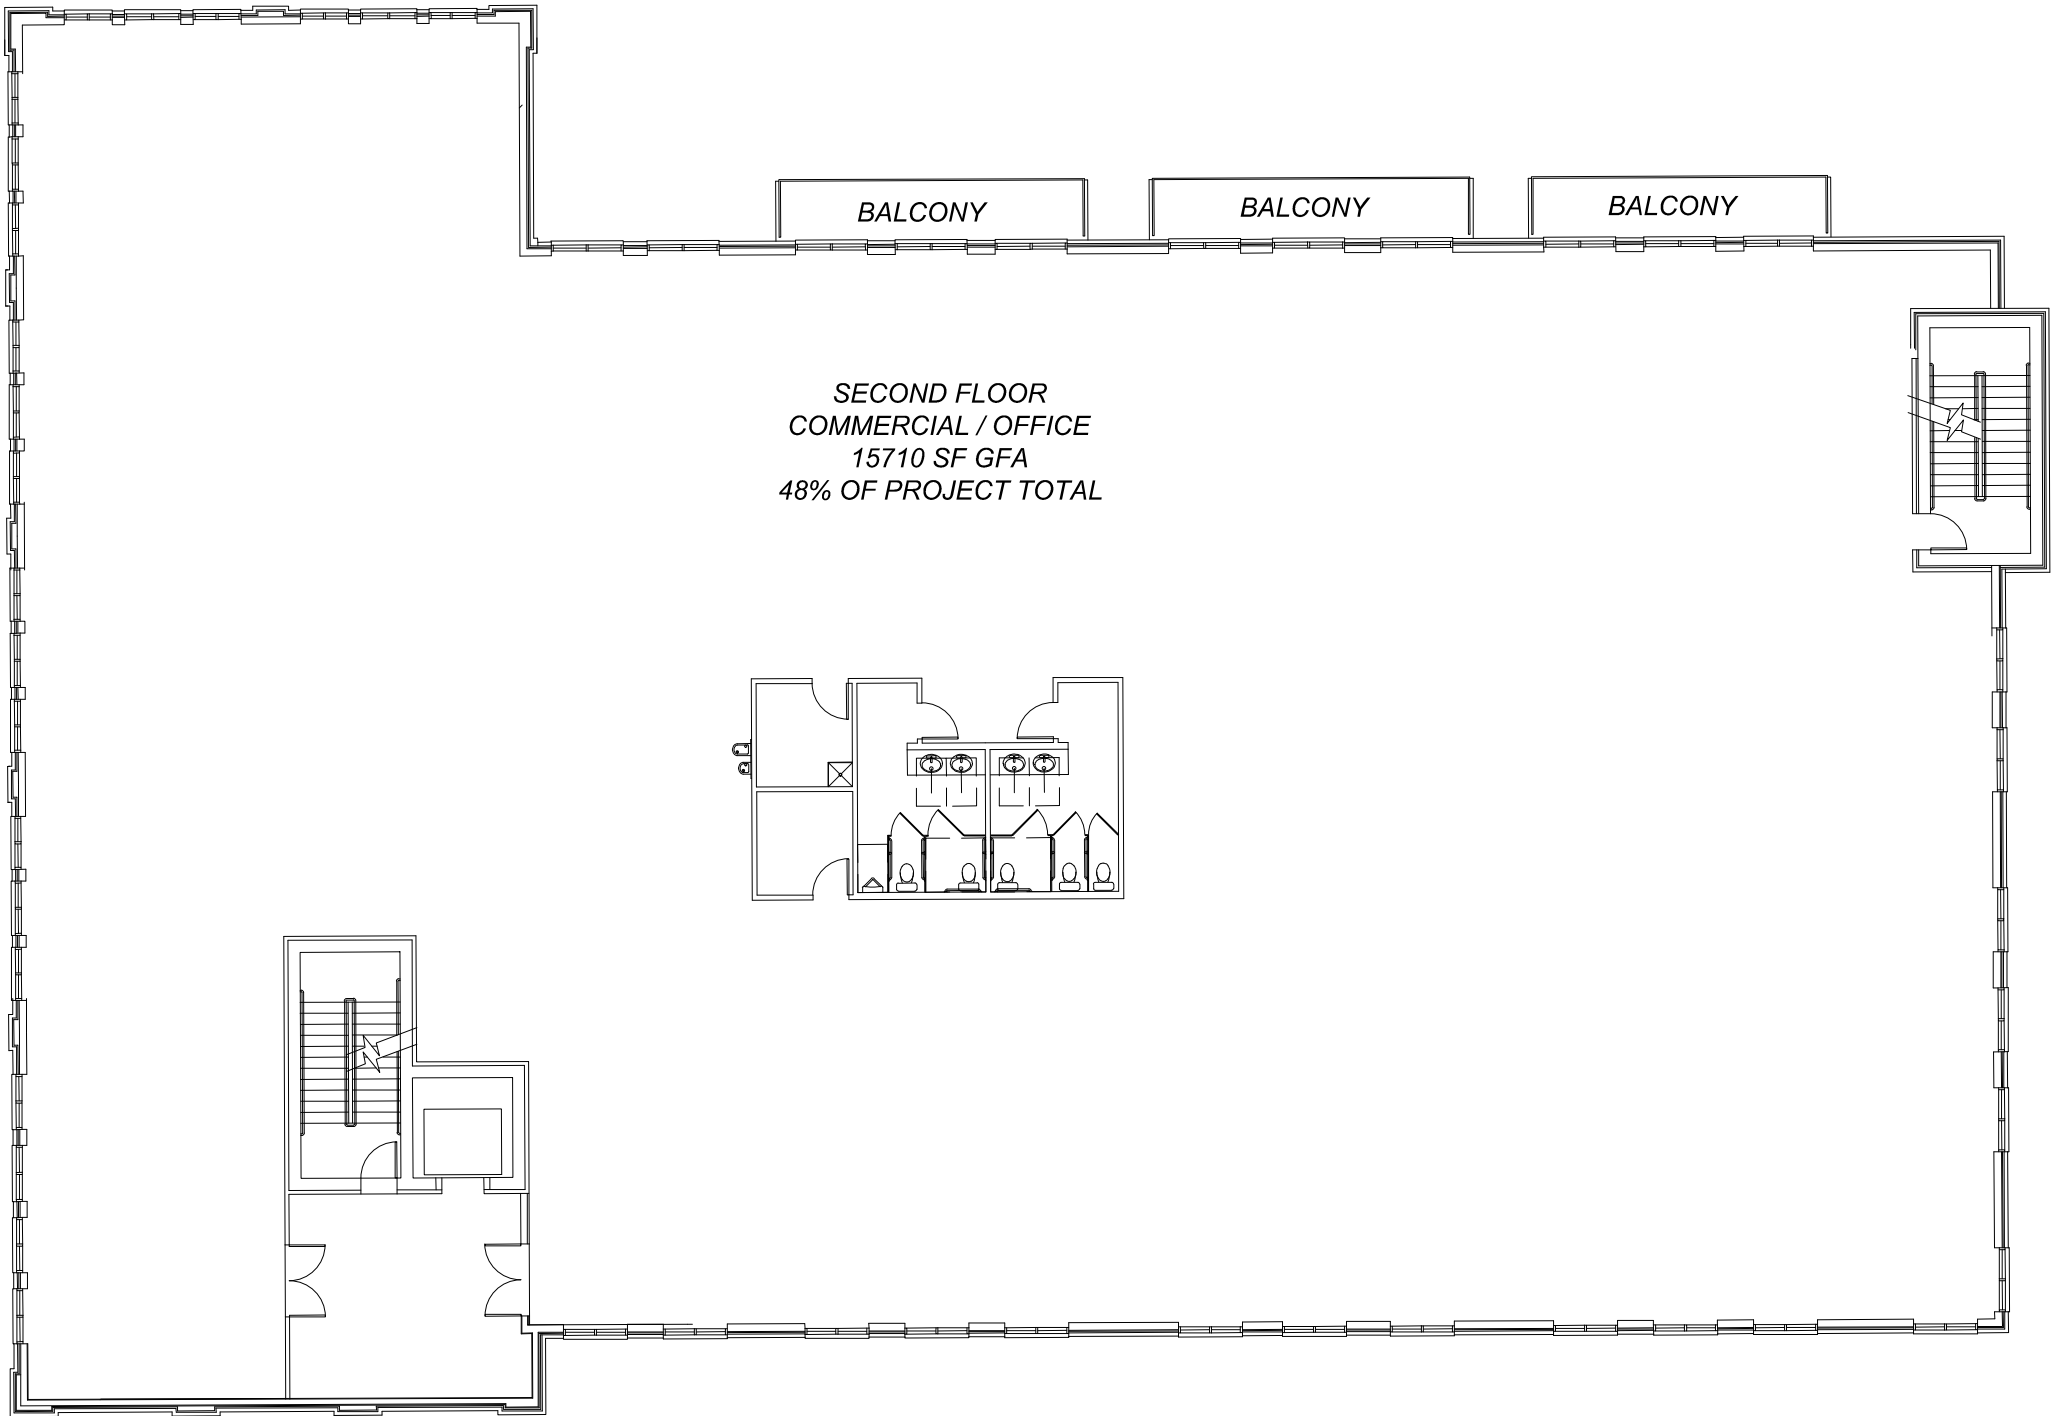 BALCONY
BALCONY
BALCONY
SECOND FLOOR
COMMERCIAL / OFFICE
15710 SF GFA
48% OF PROJECT TOTAL